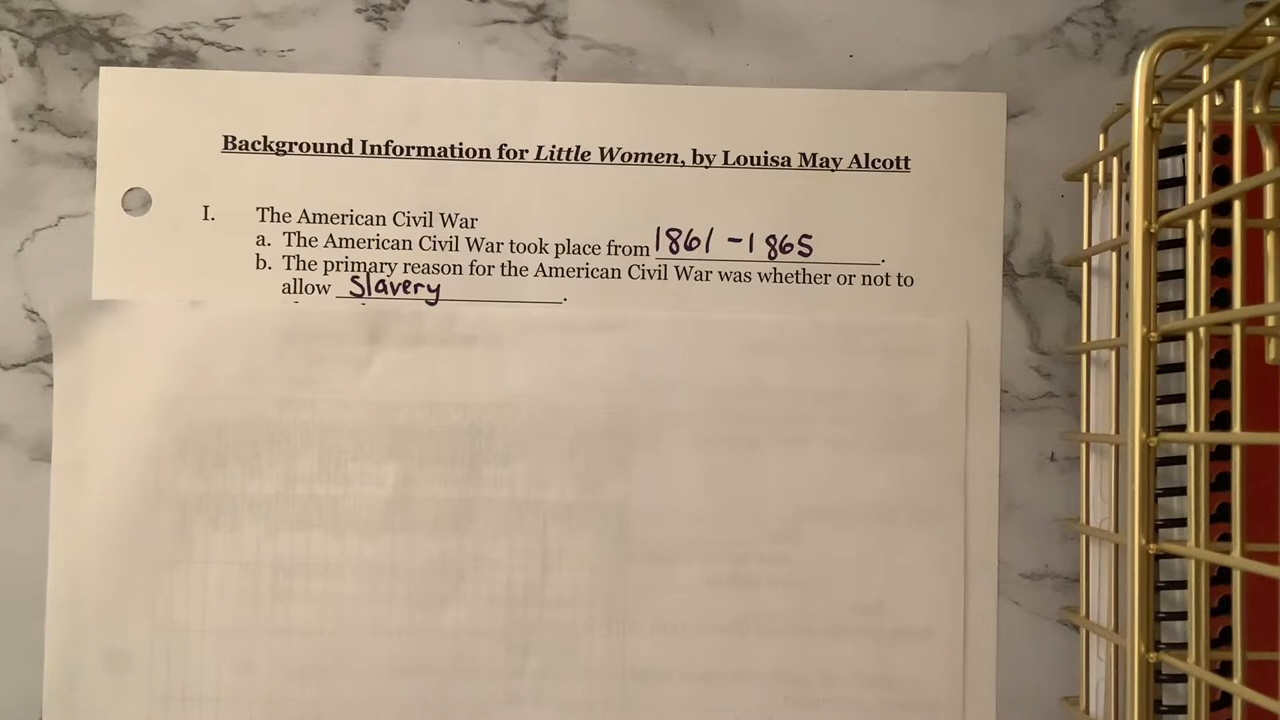 Background Information for Little Women, by Louisa May Alcott
I. The American Civil War
a. The American Civil War took place from 1861 - 1865.
b. The primary reason for the American Civil War was whether or not to
allow Slavery.